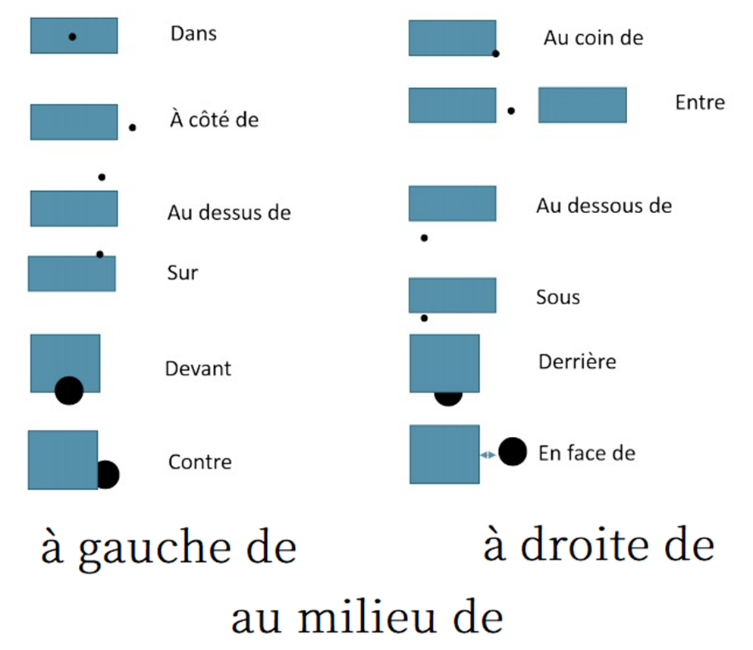 Dans
Au coin de
À côté de
Entre
Au dessus de
Au dessous de
Sur
Sous
Devant
Derrière
Contre
En face de
à gauche de
à droite de
au milieu de